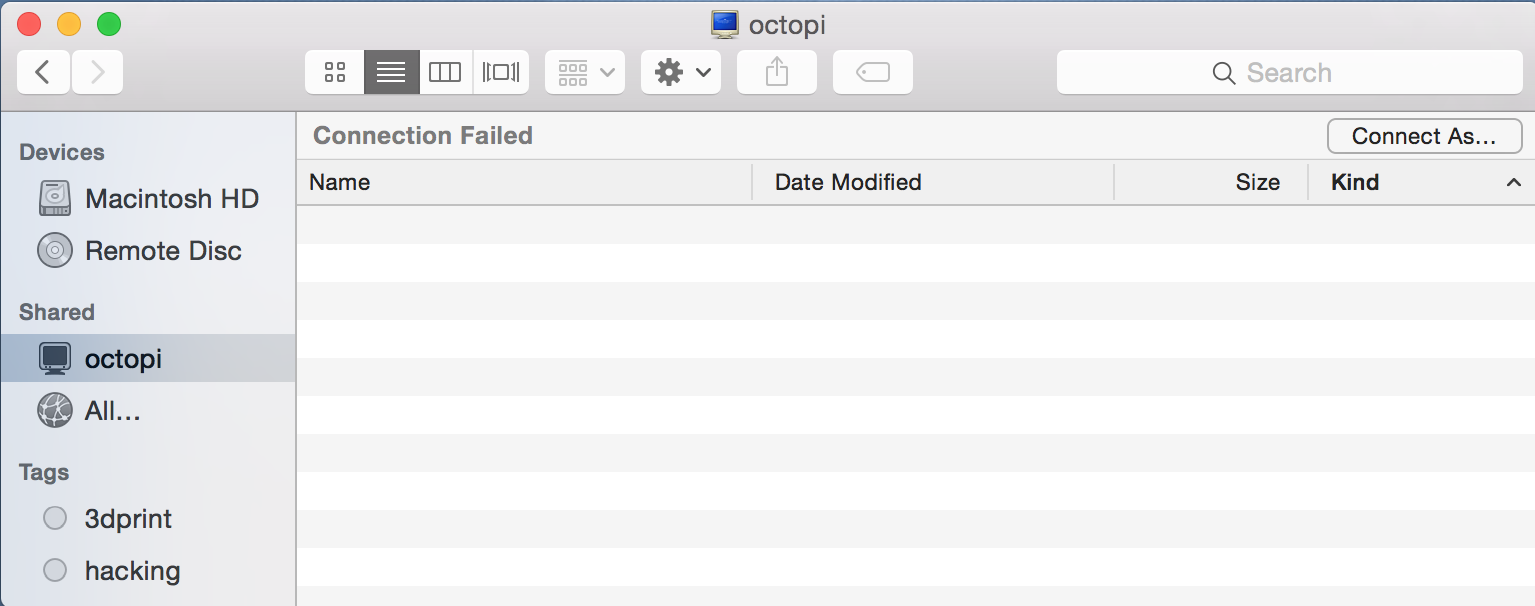 octopi
Search
Devices
Macintosh HD
Remote Disc
Shared
octopi
All...
Tags
3dprint
hacking
Connection Failed
Connect As...
Name Date Modified Size Kind